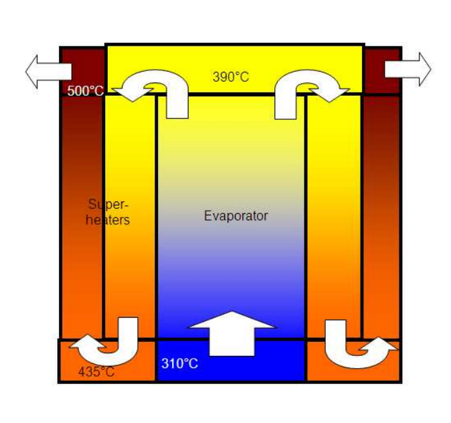 390°C
500°C
Super-
heaters
Evaporator
310°C
435°C